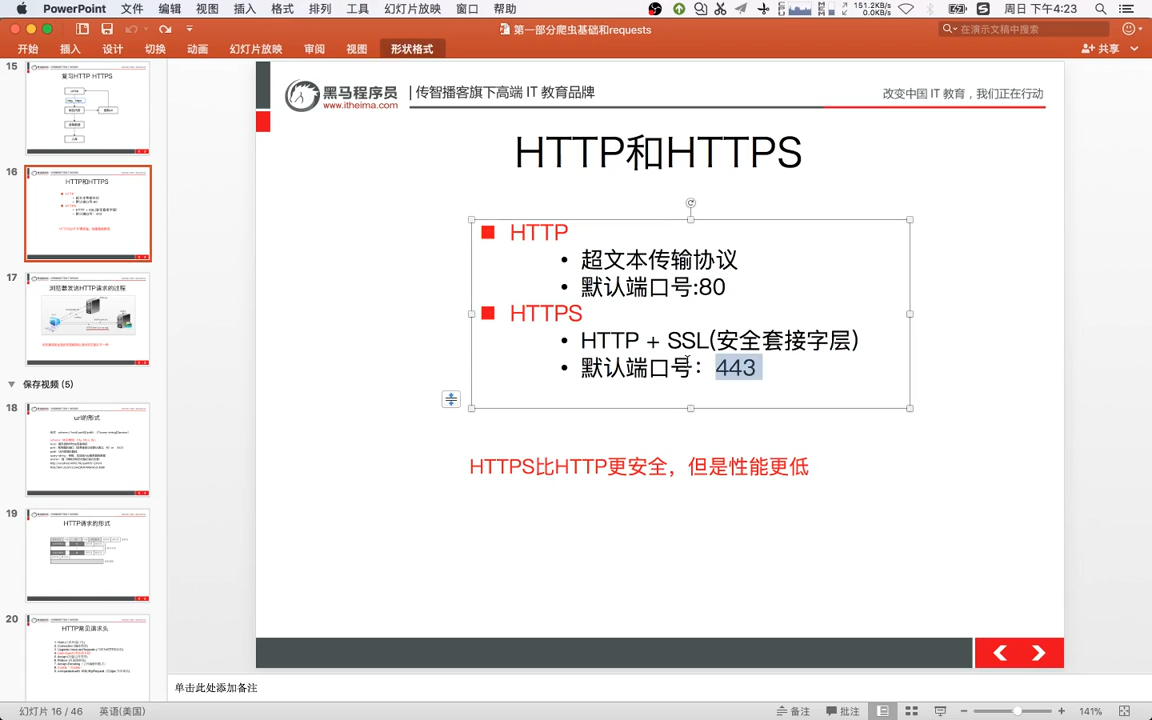 PowerPoint 文件 编辑 视图 插入 格式 排列 工具 幻灯片放映 窗口 帮助
151.2KB/s
0.0KB/s
周日 下午4:23
第一部分爬虫基础和requests
在演示文稿中搜索
开始 插入 设计 切换 动画 幻灯片放映 审阅 视图 形状格式
共享
15
复习HTTP HTTPS
16
HTTP和HTTPS
17
浏览器发送HTTP请求的过程
保存视频 (5)
18
url的形式
19
HTTP请求的形式
20
HTTP常见请求头
黑马程序员
www.itheima.com
传智播客旗下高端 IT 教育品牌
改变中国 IT 教育，我们正在行动
HTTP和HTTPS
HTTP
• 超文本传输协议
• 默认端口号:80
HTTPS
• HTTP + SSL(安全套接字层)
• 默认端口号：443
HTTPS比HTTP更安全，但是性能更低
单击此处添加备注
幻灯片 16 / 46 英语(美国)
备注 批注 141%